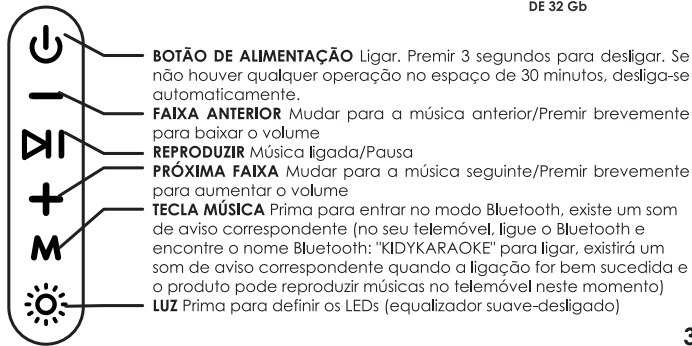 DE 32 Gb
BOTÃO DE ALIMENTAÇÃO Ligar. Premir 3 segundos para desligar. Se
não houver qualquer operação no espaço de 30 minutos, desliga-se
automaticamente.
FAIXA ANTERIOR Mudar para a música anterior/Premir brevemente
para baixar o volume
REPRODUZIR Música ligada/Pausa
PRÓXIMA FAIXA Mudar para a música seguinte/Premir brevemente
para aumentar o volume
TECLA MÚSICA Prima para entrar no modo Bluetooth, existe um som
de aviso correspondente (no seu telemóvel, ligue o Bluetooth e
encontre o nome Bluetooth: "KIDYKARAOKE" para ligar, existirá um
som de aviso correspondente quando a ligação for bem sucedida e
o produto pode reproduzir músicas no telemóvel neste momento)
LUZ Prima para definir os LEDs (equalizador suave-desligado)
M
3